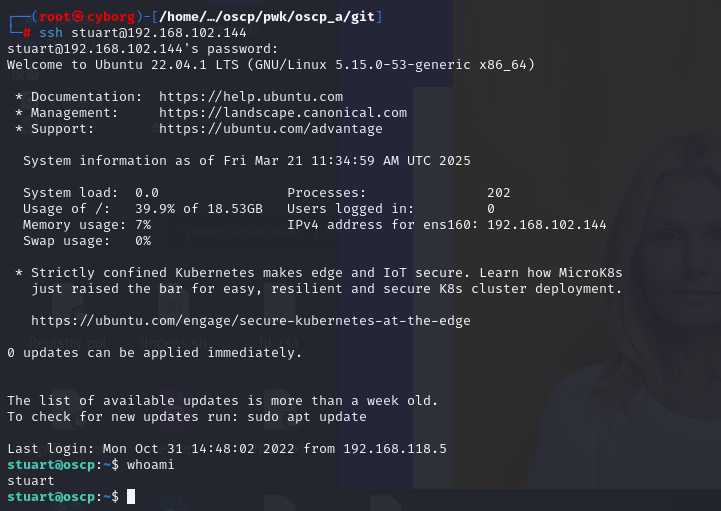 ┌──(root㉿cyborg)-[/home/…/oscp/pwk/oscp_a/git]
└─# ssh stuart@192.168.102.144
stuart@192.168.102.144's password:
Welcome to Ubuntu 22.04.1 LTS (GNU/Linux 5.15.0-53-generic x86_64)

 * Documentation:  https://help.ubuntu.com
 * Management:     https://landscape.canonical.com
 * Support:        https://ubuntu.com/advantage

  System information as of Fri Mar 21 11:34:59 AM UTC 2025

  System load:  0.0                Processes:               202
  Usage of /:   39.9% of 18.53GB   Users logged in:         0
  Memory usage: 7%                 IPv4 address for ens160: 192.168.102.144
  Swap usage:   0%

 * Strictly confined Kubernetes makes edge and IoT secure. Learn how MicroK8s
   just raised the bar for easy, resilient and secure K8s cluster deployment.

   https://ubuntu.com/engage/secure-kubernetes-at-the-edge
Registry.pol linpeas.sh id_rsa

0 updates can be applied immediately.


The list of available updates is more than a week old.
To check for new updates run: sudo apt update

Last login: Mon Oct 31 14:48:02 2022 from 192.168.118.5
stuart@oscp:~$ whoami
stuart
stuart@oscp:~$